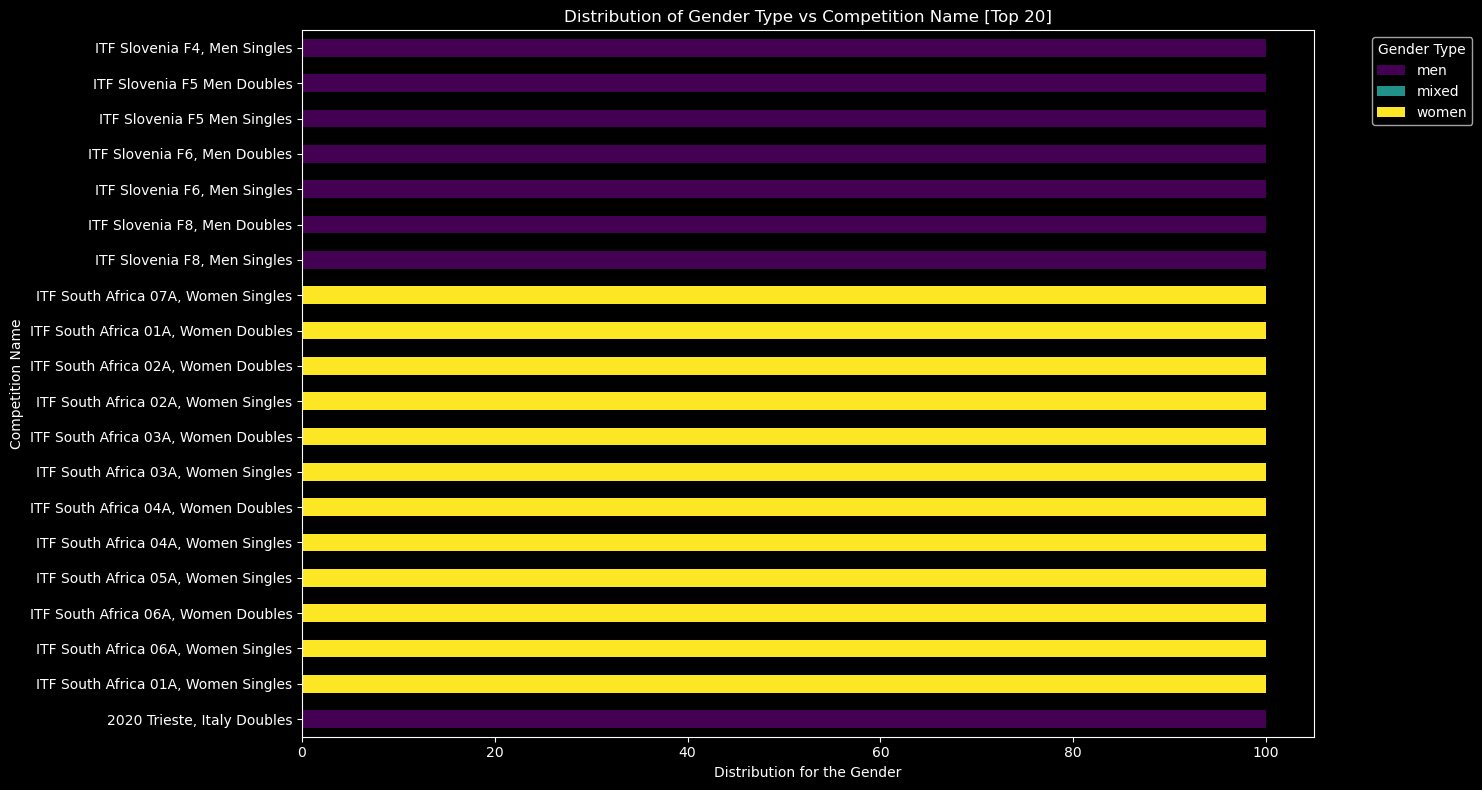 Distribution of Gender Type vs Competition Name [Top 20]
Gender Type
men
mixed
women
Competition Name
ITF Slovenia F4, Men Singles
ITF Slovenia F5 Men Doubles
ITF Slovenia F5 Men Singles
ITF Slovenia F6, Men Doubles
ITF Slovenia F6, Men Singles
ITF Slovenia F8, Men Doubles
ITF Slovenia F8, Men Singles
ITF South Africa 07A, Women Singles
ITF South Africa 01A, Women Doubles
ITF South Africa 02A, Women Doubles
ITF South Africa 02A, Women Singles
ITF South Africa 03A, Women Doubles
ITF South Africa 03A, Women Singles
ITF South Africa 04A, Women Doubles
ITF South Africa 04A, Women Singles
ITF South Africa 05A, Women Singles
ITF South Africa 06A, Women Doubles
ITF South Africa 06A, Women Singles
ITF South Africa 01A, Women Singles
2020 Trieste, Italy Doubles
0 20 40 60 80 100
Distribution for the Gender